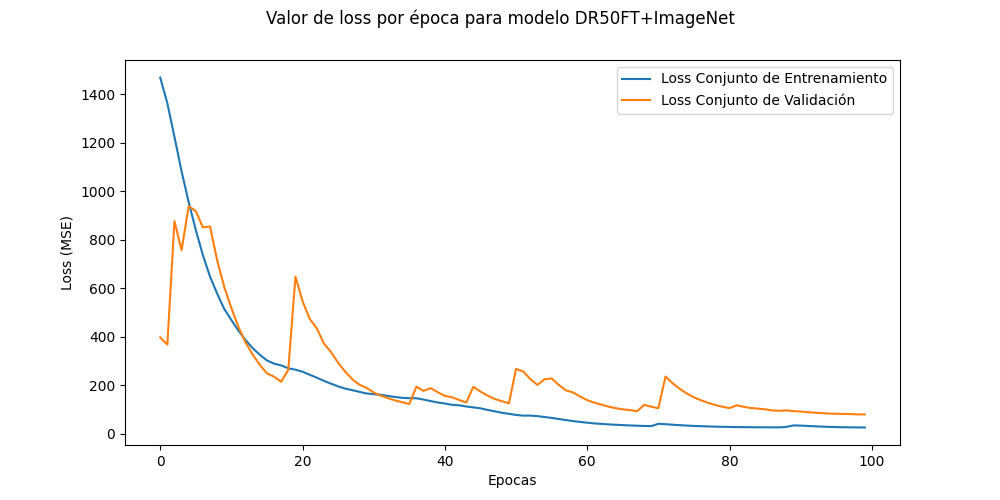 Valor de loss por época para modelo DR50FT+ImageNet
Loss Conjunto de Entrenamiento
Loss Conjunto de Validación
Loss (MSE)
1400
1200
1000
800
600
400
200
0
0 20 40 60 80 100
Epocas